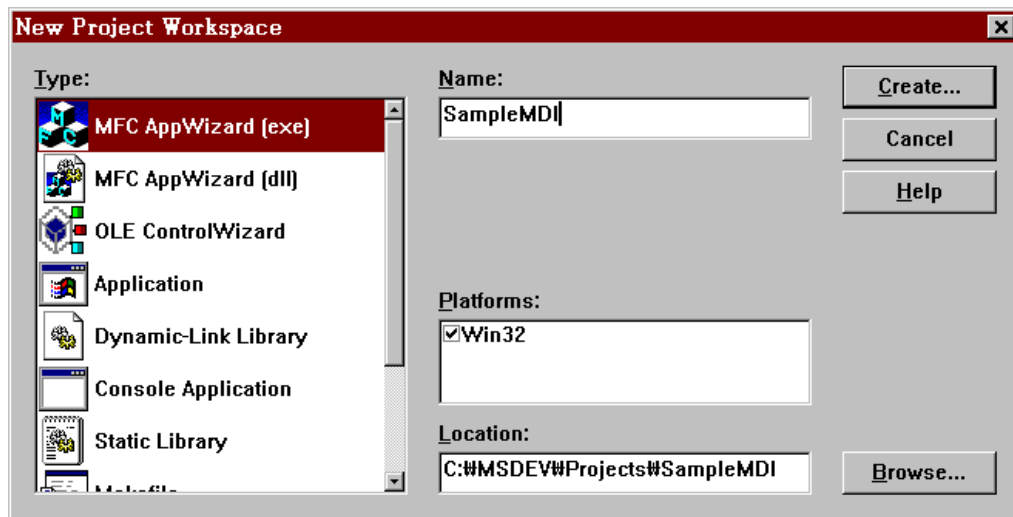 New Project Workspace
Type:
MFC AppWizard (exe)
MFC AppWizard (dll)
OLE ControlWizard
Application
Dynamic-Link Library
Console Application
Static Library
Makefile
Name:
SampleMDI
Platforms:
Win32
Location:
C:₩MSDEV₩Projects₩SampleMDI
Create...
Cancel
Help
Browse...